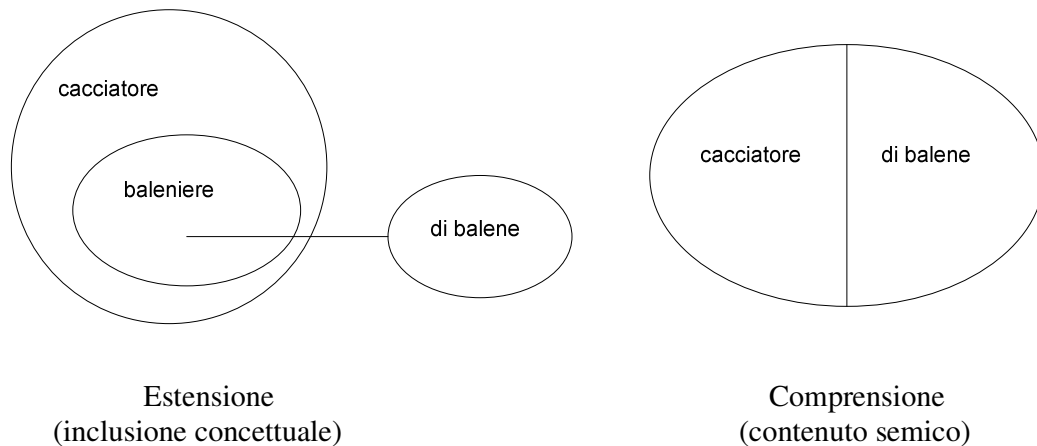 cacciatore
baleniere
di balene
cacciatore
di balene
Estensione
(inclusione concettuale)
Comprensione
(contenuto semico)